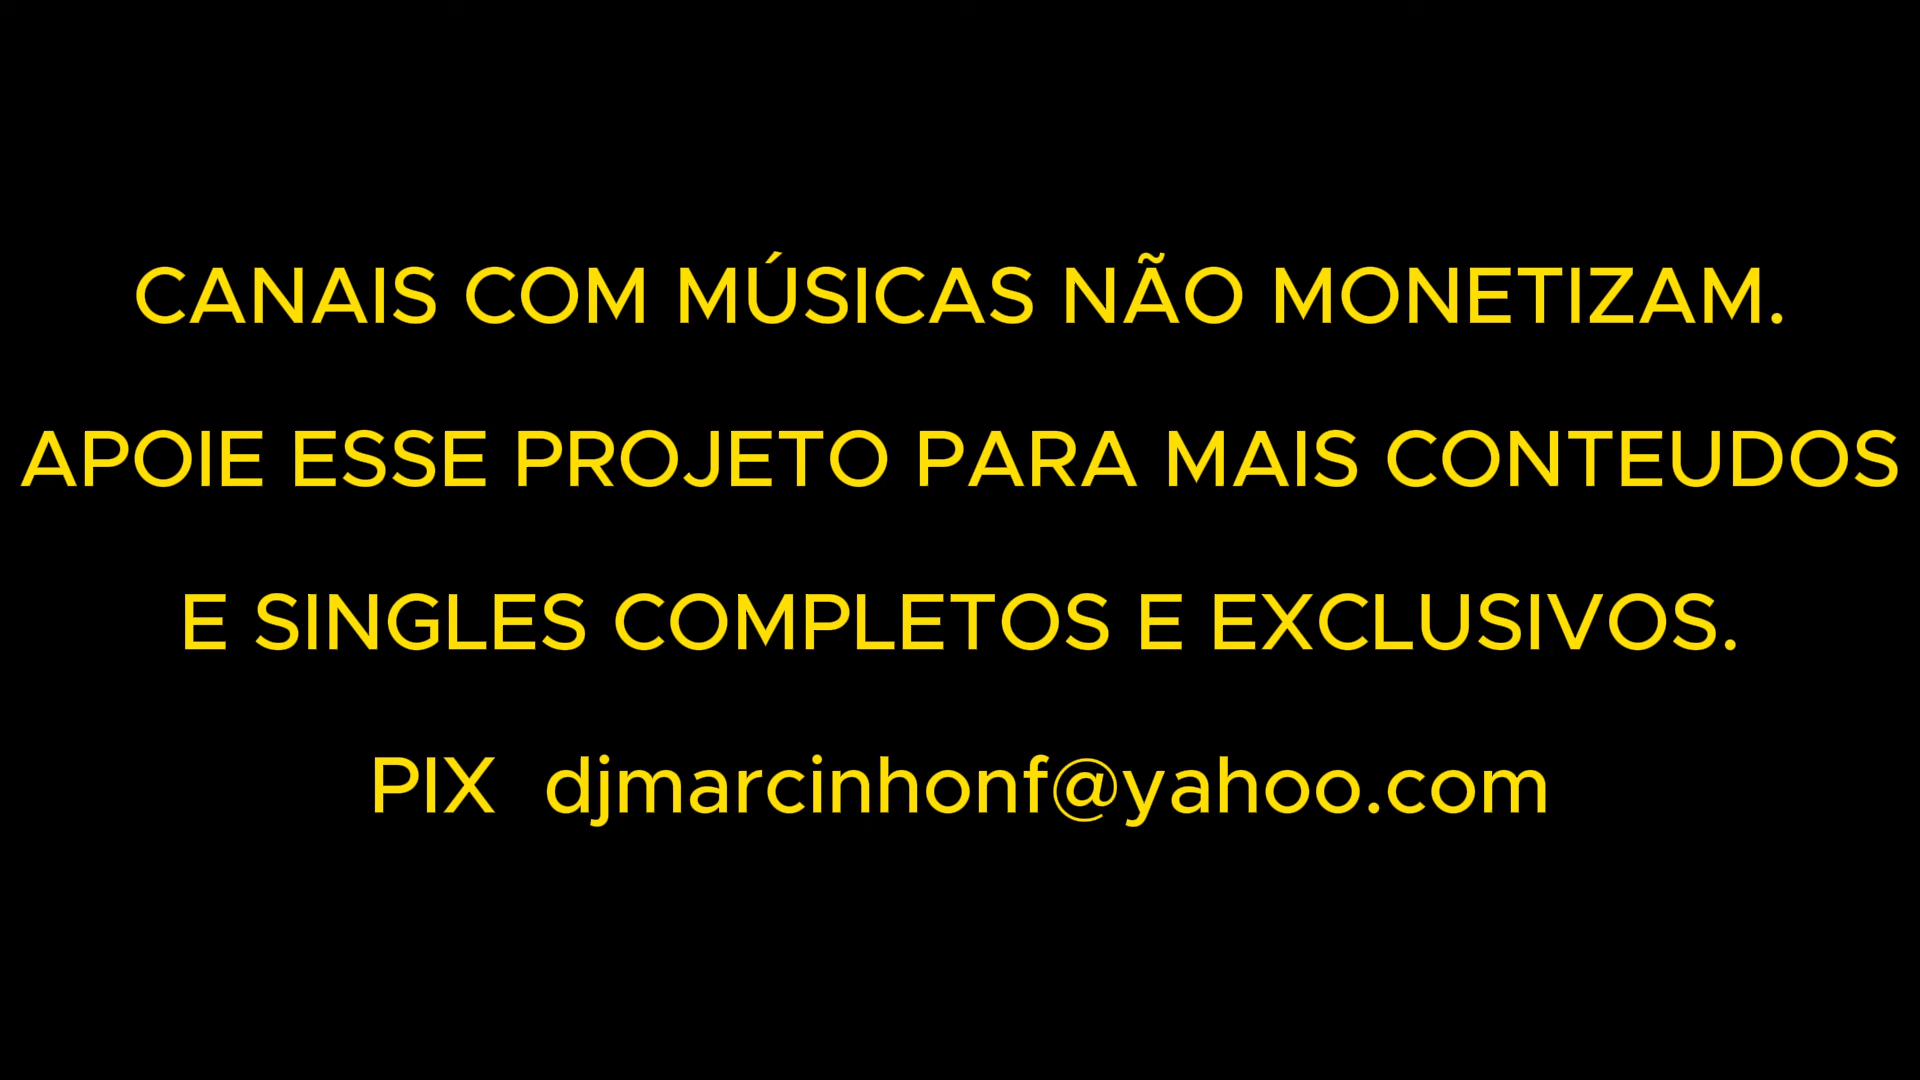 CANAIS COM MÚSICAS NÃO MONETIZAM.
APOIE ESSE PROJETO PARA MAIS CONTEUDOS
E SINGLES COMPLETOS E EXCLUSIVOS.
PIX  djmarcinhonf@yahoo.com